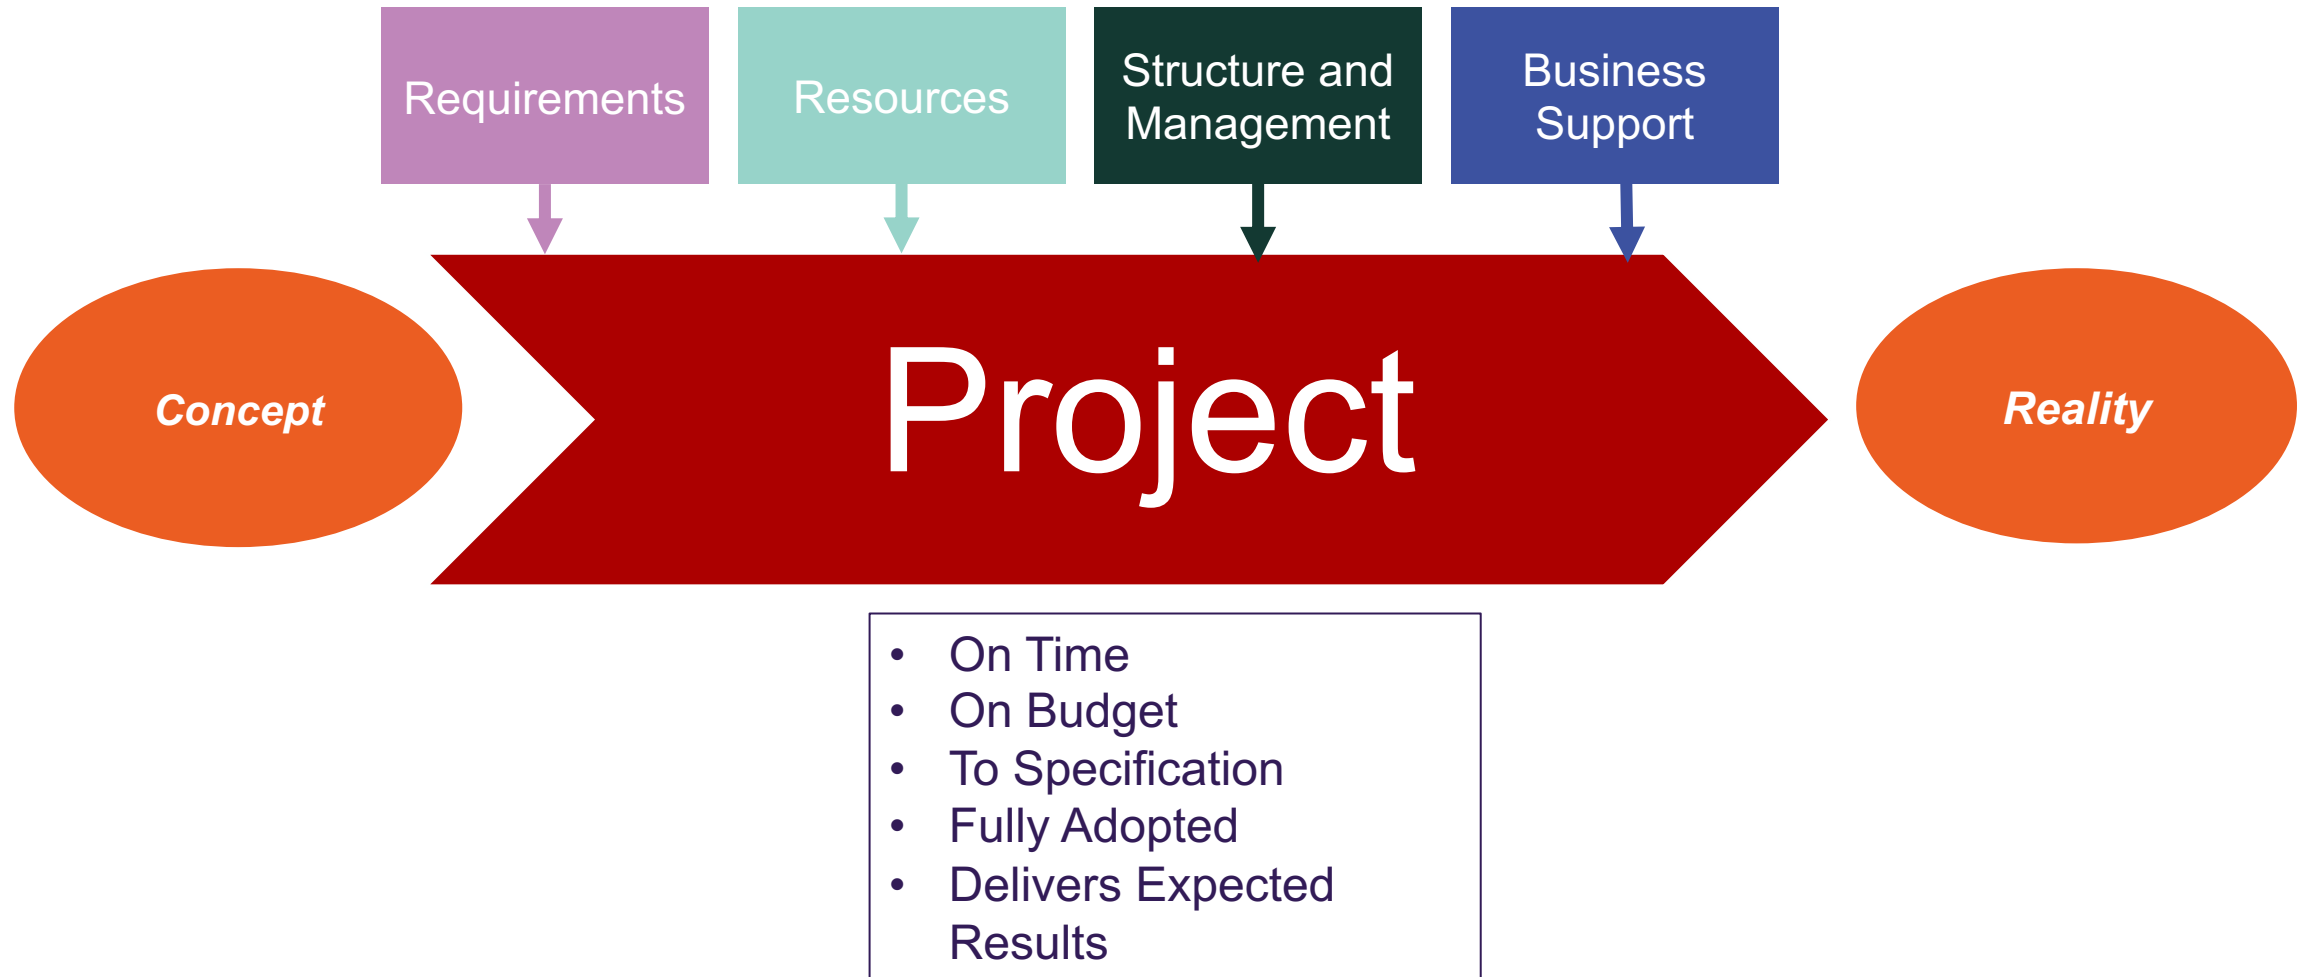 Requirements
Resources
Structure and
Management
Business
Support
Concept
Project
Reality
• On Time
• On Budget
• To Specification
• Fully Adopted
• Delivers Expected
Results